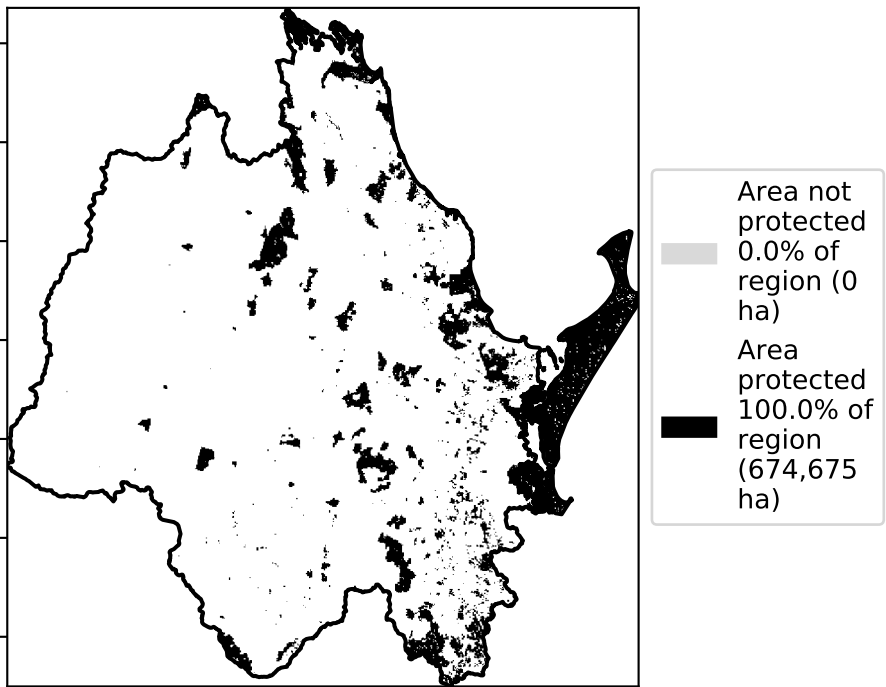 Area not
protected
0.0% of
region (0
ha)
Area
protected
100.0% of
region
(674,675
ha)